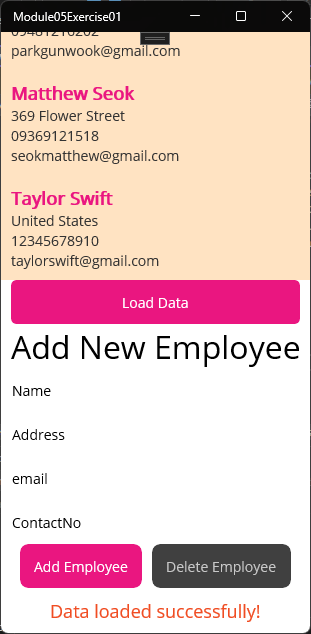 Module05Exercise01
09481216262
parkgunwook@gmail.com
Matthew Seok
369 Flower Street
09369121518
seokmatthew@gmail.com
Taylor Swift
United States
12345678910
taylorswift@gmail.com
Load Data
Add New Employee
Name
Address
email
ContactNo
Add Employee
Delete Employee
Data loaded successfully!